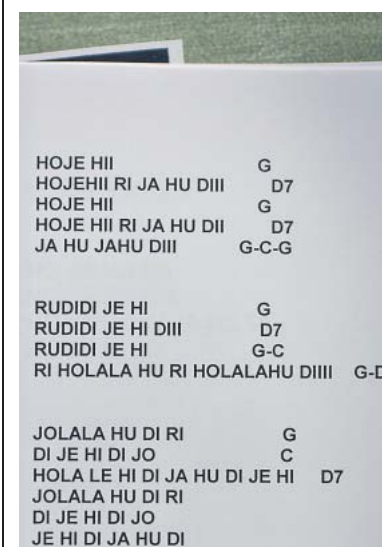 HOJE HII G
HOJEHII RI JA HU DIII D7
HOJE HII G
HOJE HII RI JA HU DII D7
JA HU JAHU DIII G-C-G
RUDIDI JE HI G
RUDIDI JE HI DIII D7
RUDIDI JE HI G-C
RI HOLALA HU RI HOLALAHU DIIII G-D
JOLALA HU DI RI G
DI JE HI DI JO C
HOLA LE HI DI JA HU DI JE HI D7
JOLALA HU DI RI
DI JE HI DI JO
JE HI DI JA HU DI